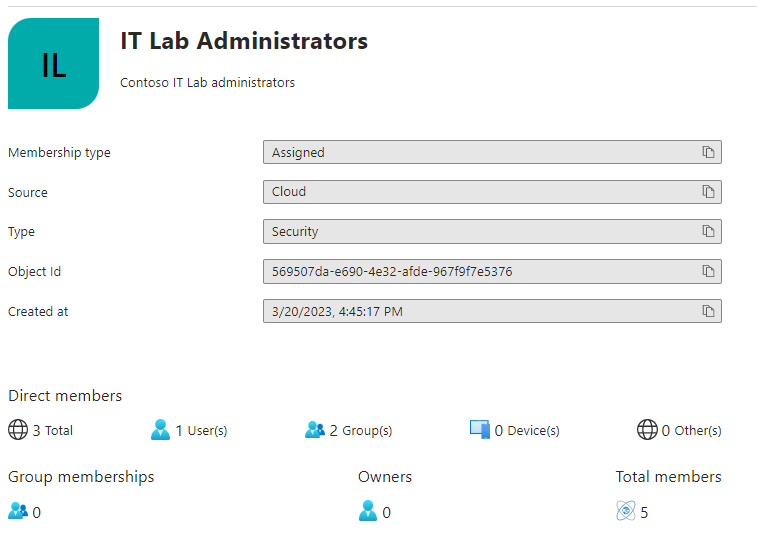 IL
IT Lab Administrators
Contoso IT Lab administrators
Membership type Assigned
Source Cloud
Type Security
Object Id 569507da-e690-4e32-afde-967f9f7e5376
Created at 3/20/2023, 4:45:17 PM
Direct members
3 Total 1 User(s) 2 Group(s) 0 Device(s) 0 Other(s)
Group memberships Owners Total members
0 0 5